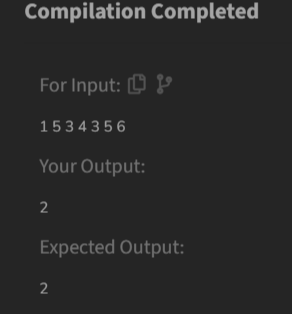 Compilation Completed
For Input:
1 5 3 4 3 5 6
Your Output:
2
Expected Output:
2